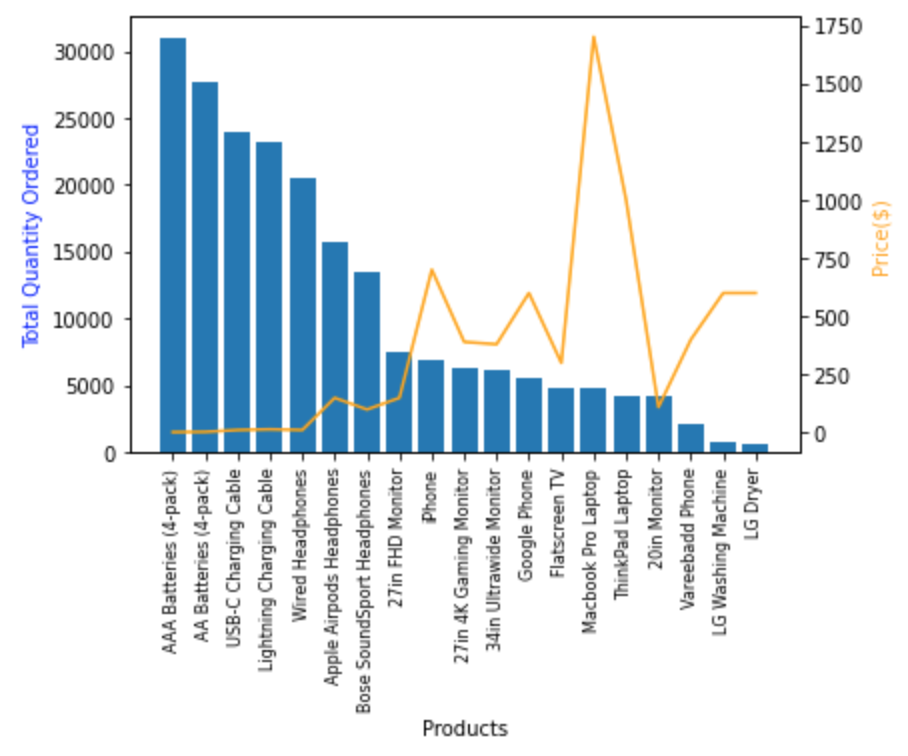 Total Quantity Ordered
30000
25000
20000
15000
10000
5000
0
1750
1500
1250
1000
750
500
250
0
Price($)
AAA Batteries (4-pack)
AA Batteries (4-pack)
USB-C Charging Cable
Lightning Charging Cable
Wired Headphones
Apple Airpods Headphones
Bose SoundSport Headphones
27in FHD Monitor
iPhone
27in 4K Gaming Monitor
34in Ultrawide Monitor
Google Phone
Flatscreen TV
Macbook Pro Laptop
ThinkPad Laptop
20in Monitor
Vareebadd Phone
LG Washing Machine
LG Dryer
Products